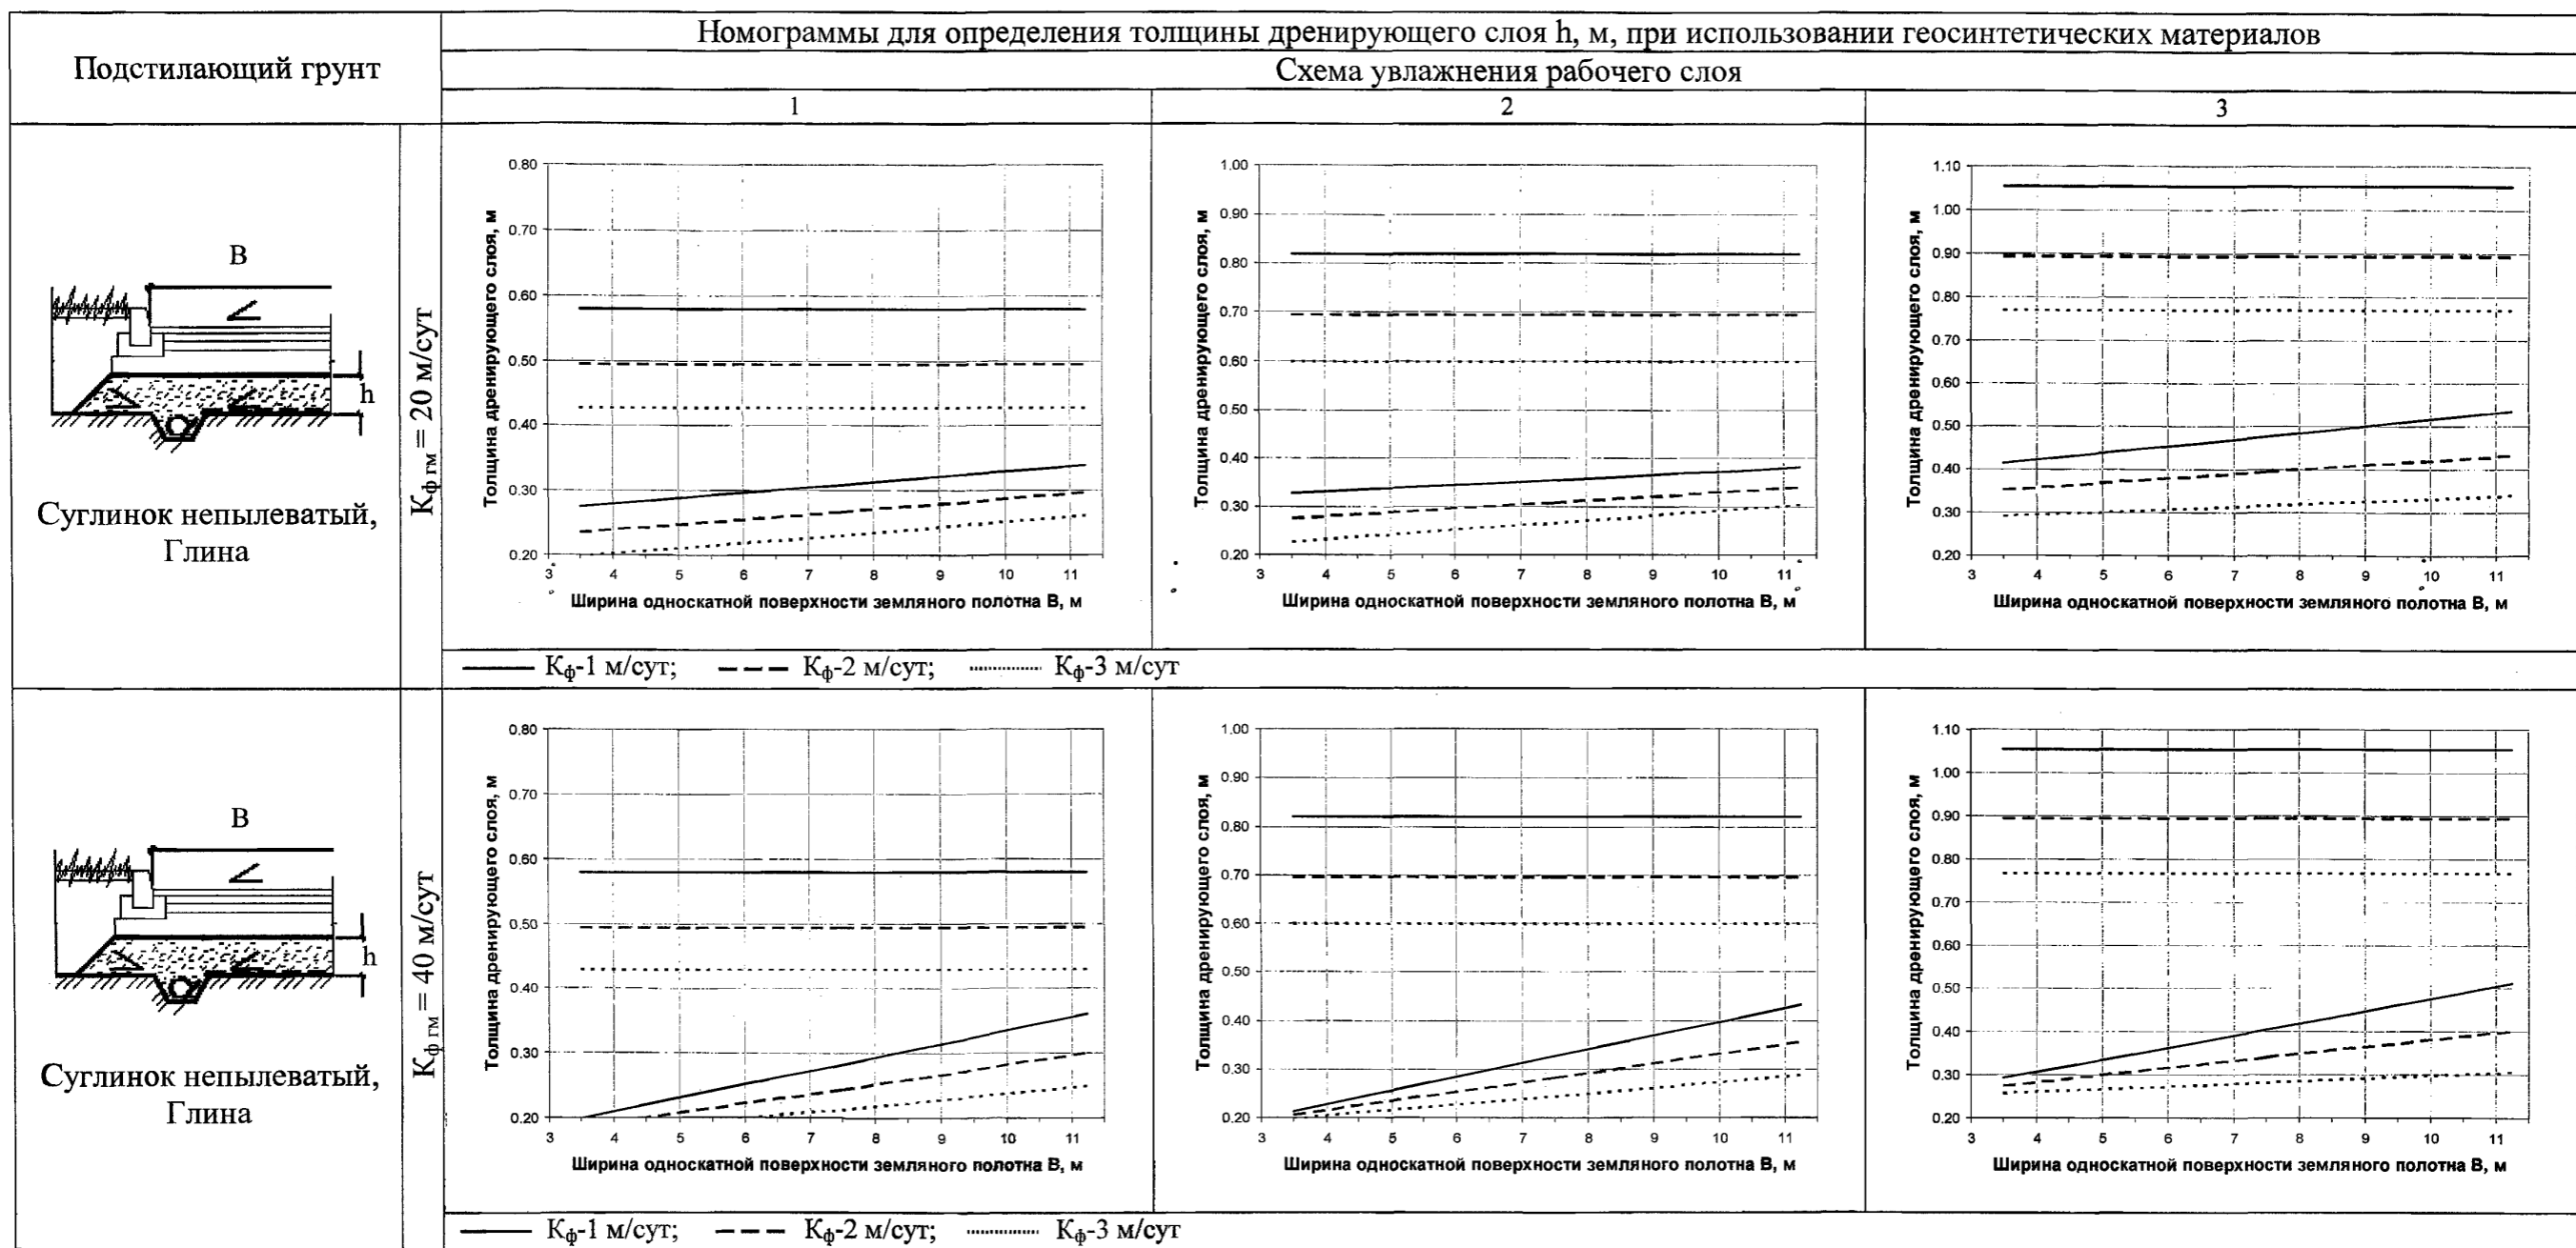 Подстилающий грунт
Номограммы для определения толщины дренирующего слоя h, м, при использовании геосинтетических материалов
Схема увлажнения рабочего слоя
1
2
3
B
h
Суглинок непылеватый,
Глина
Kф гм = 20 м/сут
Толщина дренирующего слоя, м
0.80
0.70
0.60
0.50
0.40
0.30
0.20
3 4 5 6 7 8 9 10 11
Ширина односкатной поверхности земляного полотна В, м
Толщина дренирующего слоя, м
1.00
0.90
0.80
0.70
0.60
0.50
0.40
0.30
0.20
3 4 5 6 7 8 9 10 11
Ширина односкатной поверхности земляного полотна В, м
Толщина дренирующего слоя, м
1.10
1.00
0.90
0.80
0.70
0.60
0.50
0.40
0.30
0.20
3 4 5 6 7 8 9 10 11
Ширина односкатной поверхности земляного полотна В, м
Kф-1 м/сут; Kф-2 м/сут; Kф-3 м/сут
B
h
Суглинок непылеватый,
Глина
Kф гм = 40 м/сут
Толщина дренирующего слоя, м
0.80
0.70
0.60
0.50
0.40
0.30
0.20
3 4 5 6 7 8 9 10 11
Ширина односкатной поверхности земляного полотна В, м
Толщина дренирующего слоя, м
1.00
0.90
0.80
0.70
0.60
0.50
0.40
0.30
0.20
3 4 5 6 7 8 9 10 11
Ширина односкатной поверхности земляного полотна В, м
Толщина дренирующего слоя, м
1.10
1.00
0.90
0.80
0.70
0.60
0.50
0.40
0.30
0.20
3 4 5 6 7 8 9 10 11
Ширина односкатной поверхности земляного полотна В, м
Kф-1 м/сут; Kф-2 м/сут; Kф-3 м/сут